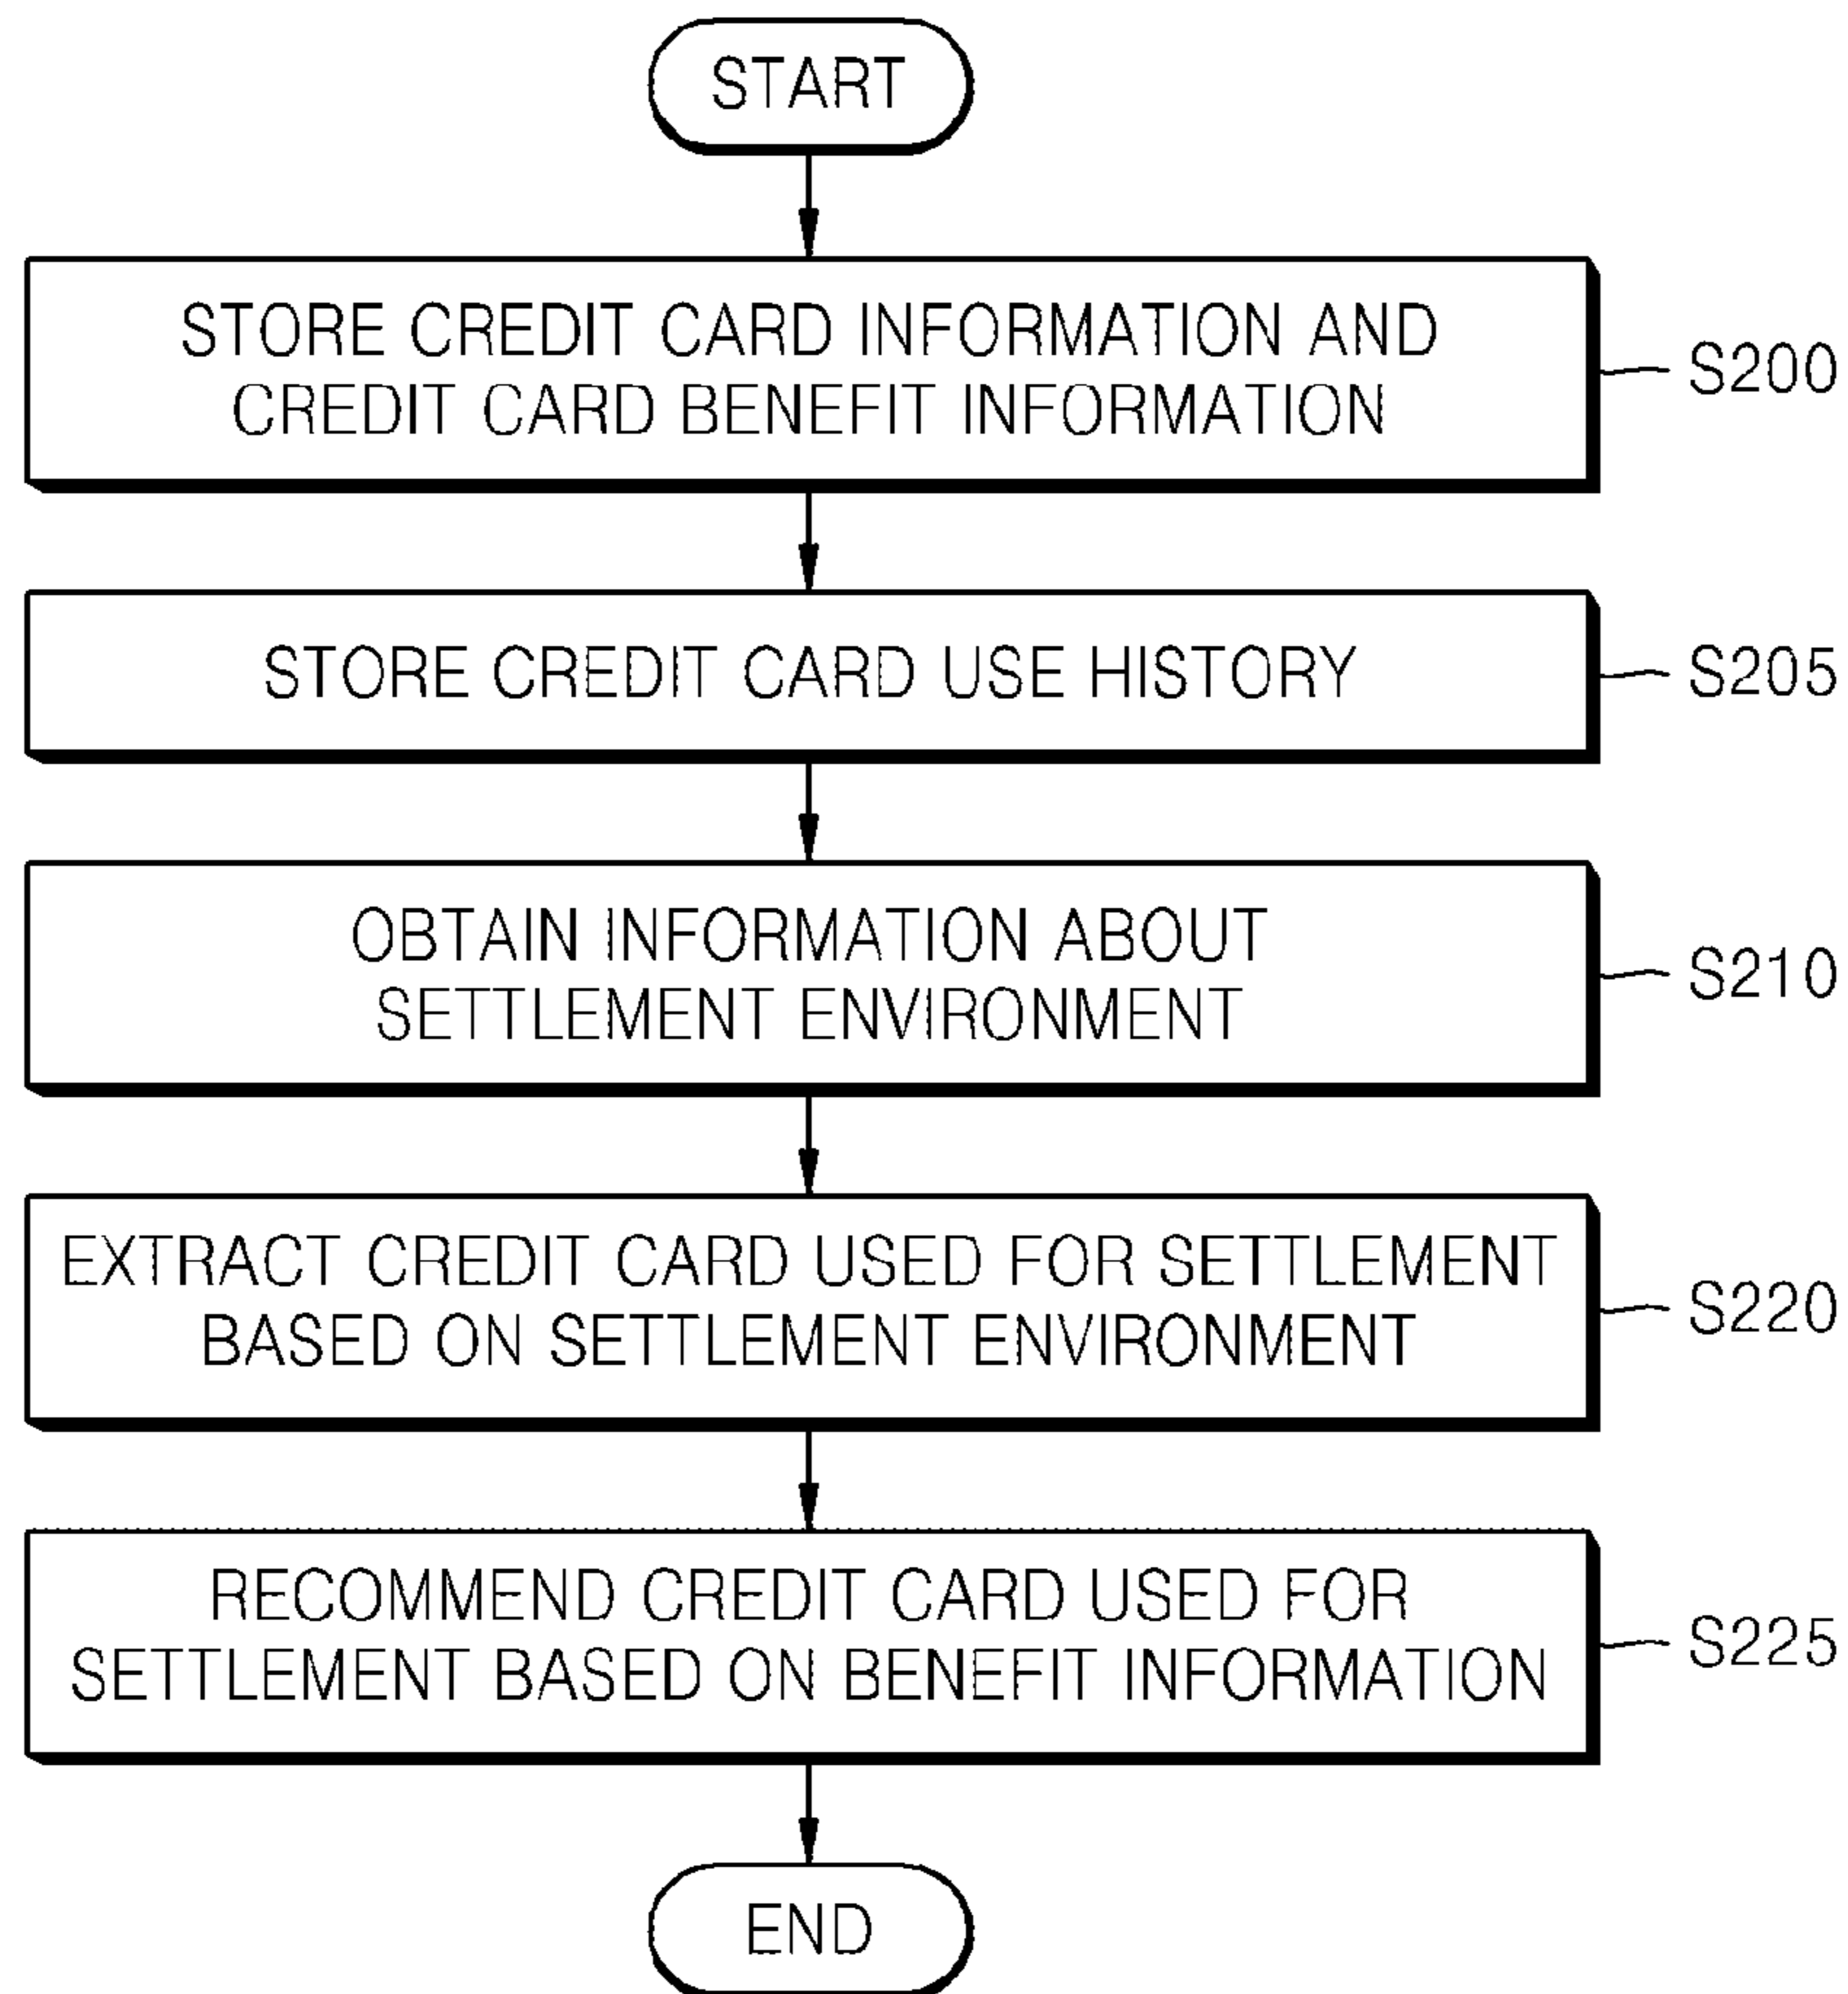 START
STORE CREDIT CARD INFORMATION AND
CREDIT CARD BENEFIT INFORMATION
S200
STORE CREDIT CARD USE HISTORY
S205
OBTAIN INFORMATION ABOUT
SETTLEMENT ENVIRONMENT
S210
EXTRACT CREDIT CARD USED FOR SETTLEMENT
BASED ON SETTLEMENT ENVIRONMENT
S220
RECOMMEND CREDIT CARD USED FOR
SETTLEMENT BASED ON BENEFIT INFORMATION
S225
END